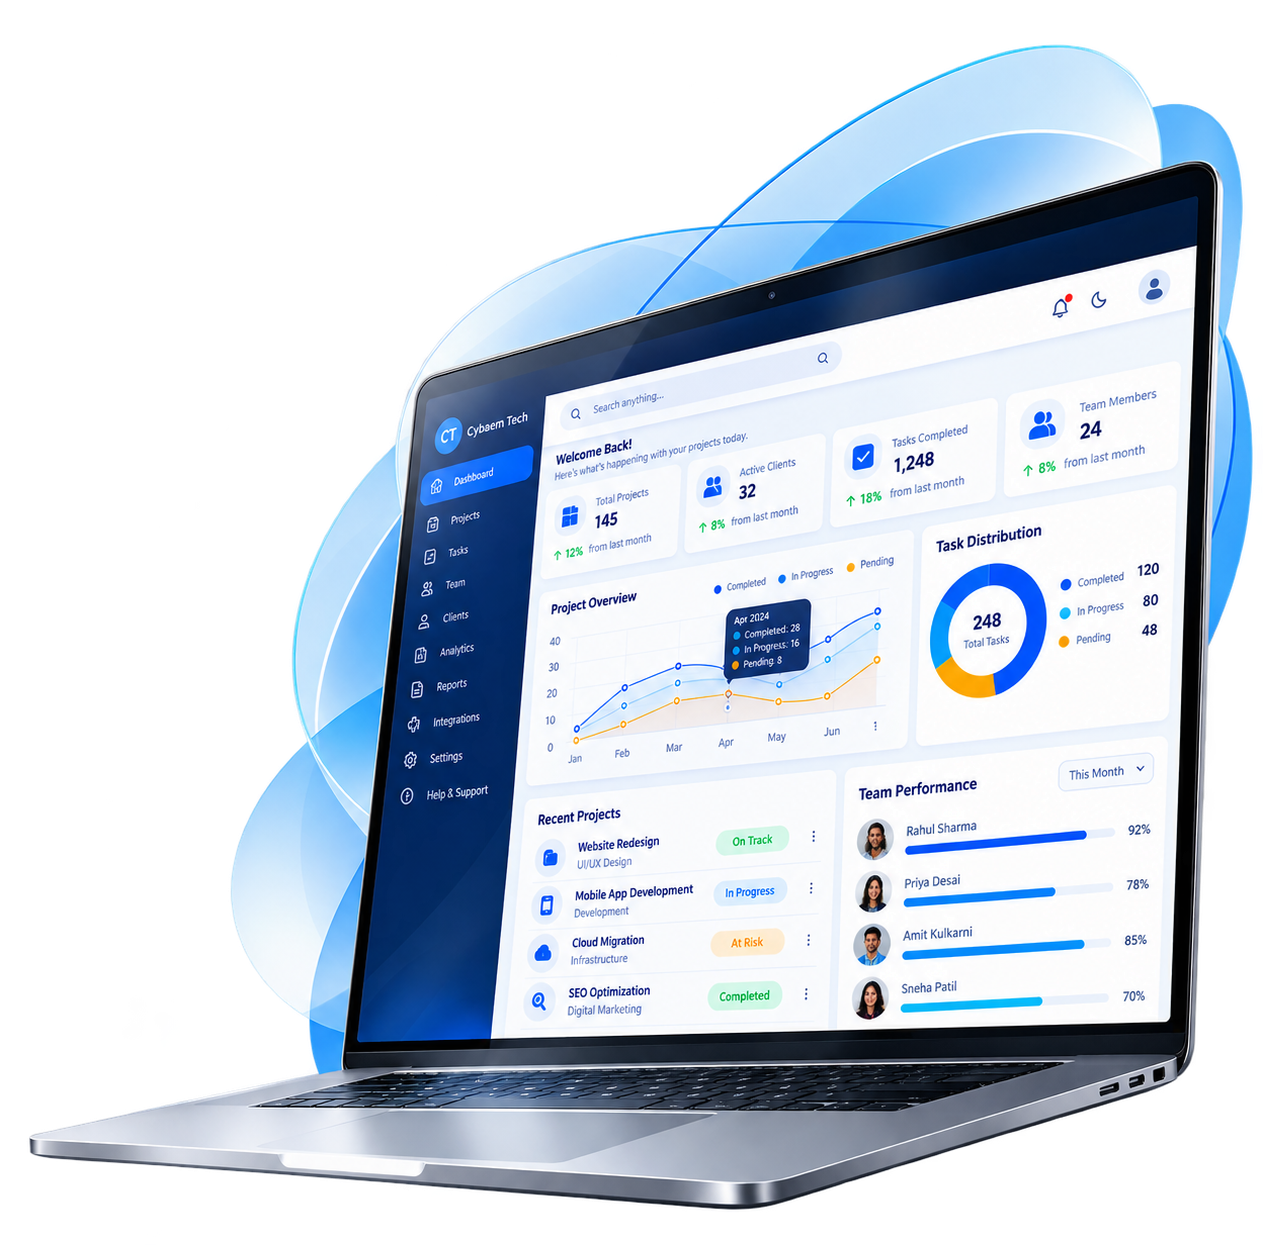 CT Cybaem Tech
Dashboard
Projects
Tasks
Team
Clients
Analytics
Reports
Integrations
Settings
Help & Support
Search anything...
Welcome Back!
Here's what's happening with your projects today.
Total Projects
145
↑ 12% from last month
Active Clients
32
↑ 8% from last month
Tasks Completed
1,248
↑ 18% from last month
Team Members
24
↑ 8% from last month
Project Overview
Completed In Progress Pending
40
30
20
10
0
Jan Feb Mar Apr May Jun
Apr 2024
Completed: 28
In Progress: 16
Pending 8
Task Distribution
248
Total Tasks
Completed 120
In Progress 80
Pending 48
Recent Projects
Website Redesign
UI/UX Design
On Track
Mobile App Development
Development
In Progress
Cloud Migration
Infrastructure
At Risk
SEO Optimization
Digital Marketing
Completed
Team Performance
This Month
Rahul Sharma
92%
Priya Desai
78%
Amit Kulkarni
85%
Sneha Patil
70%